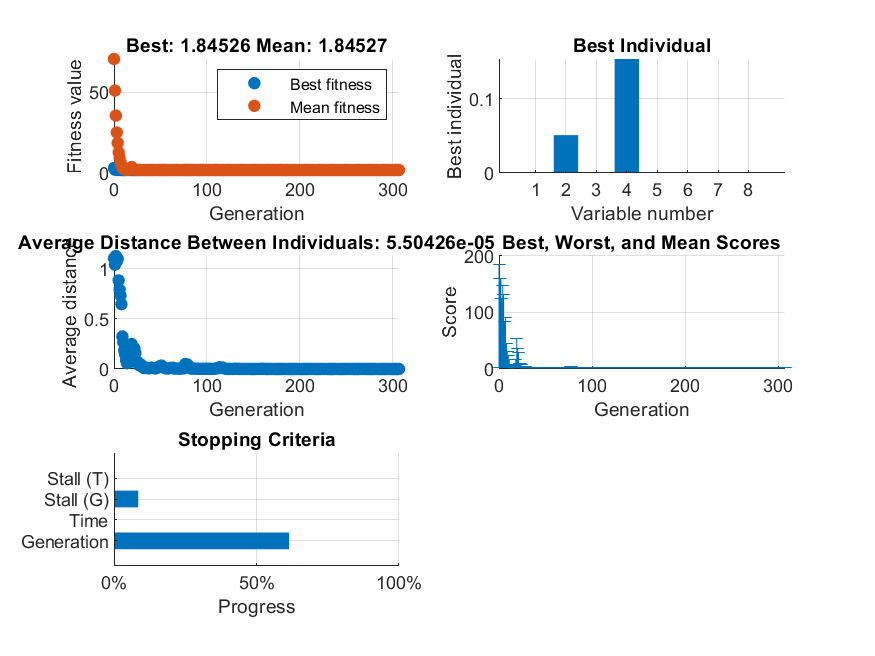 Best: 1.84526 Mean: 1.84527
Fitness value
50
0
Best fitness
Mean fitness
0 100 200 300
Generation
Best Individual
Best individual
0.1
0
1 2 3 4 5 6 7 8
Variable number
Average Distance Between Individuals: 5.50426e-05
Average distance
1
0.5
0
0 100 200 300
Generation
Best, Worst, and Mean Scores
Score
200
100
0
0 100 200 300
Generation
Stopping Criteria
Stall (T)
Stall (G)
Time
Generation
0% 50% 100%
Progress